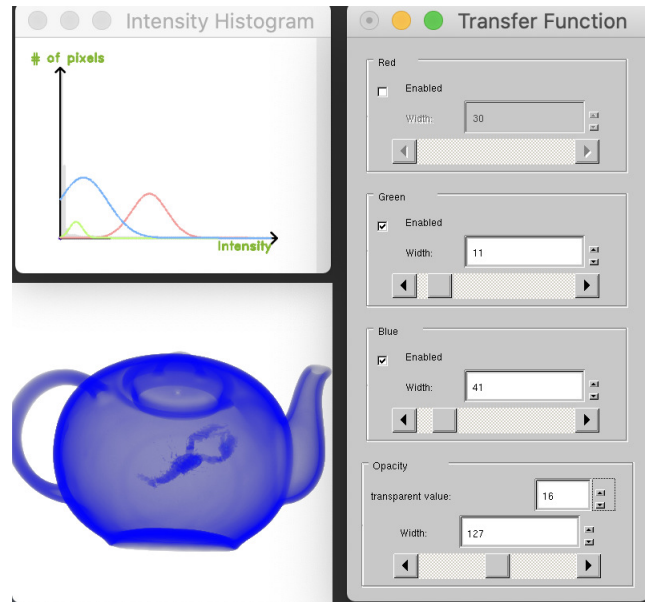 Intensity Histogram
# of pixels
Intensity
Transfer Function
Red
Enabled
Width:
30
Green
Enabled
Width:
11
Blue
Enabled
Width:
41
Opacity
transparent value:
16
Width:
127